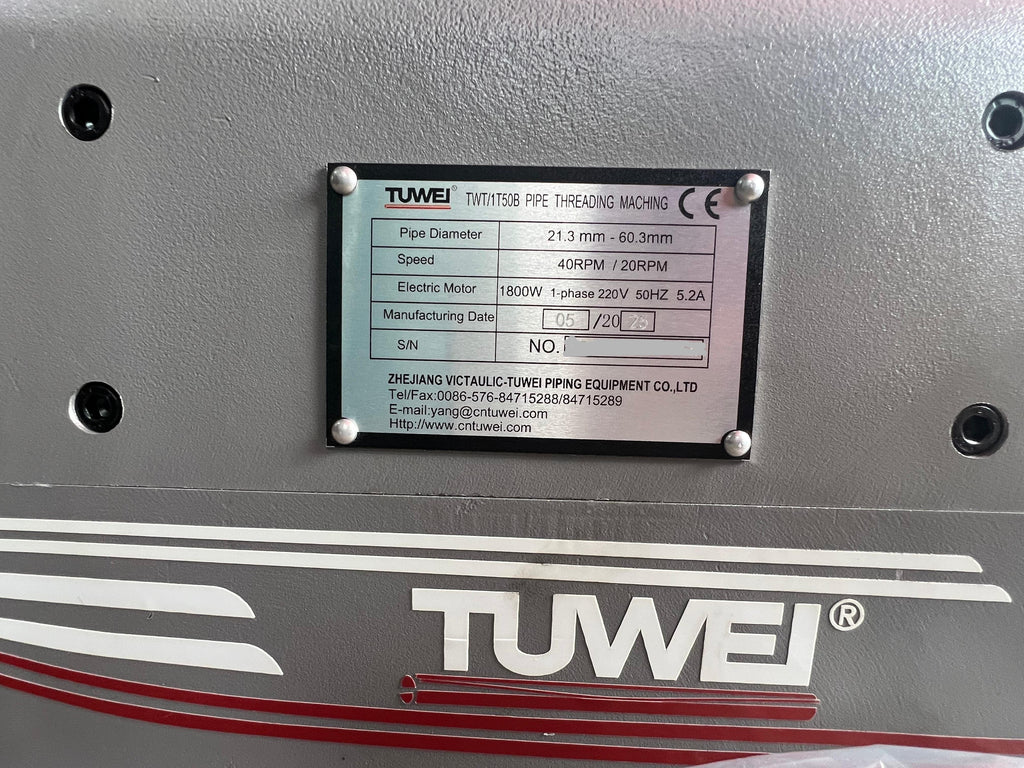 TUWEI® TWT/1T50B PIPE THREADING MACHING CE
Pipe Diameter 21.3 mm - 60.3mm
Speed 40RPM / 20RPM
Electric Motor 1800W 1-phase 220V 50HZ 5.2A
Manufacturing Date 05 /20 23
S/N NO.
ZHEJIANG VICTAULIC-TUWEI PIPING EQUIPMENT CO.,LTD
Tel/Fax:0086-576-84715288/84715289
E-mail:yang@cntuwei.com
Http://www.cntuwei.com
TUWEI®